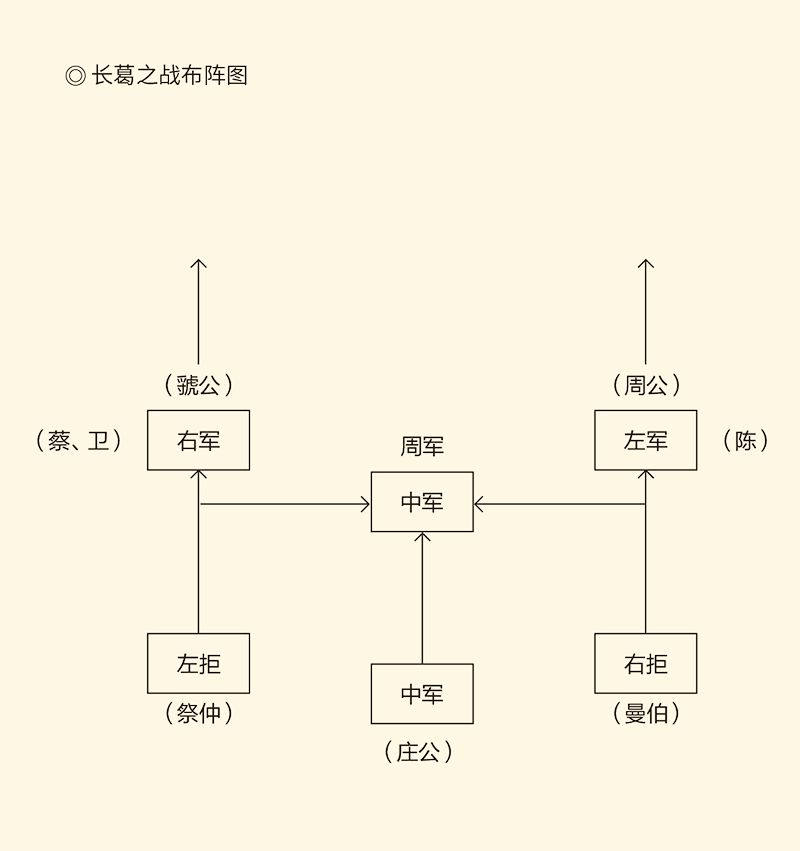 ◎ 长葛之战布阵图
（虢公）
（周公）
（蔡、卫）
右军
周军
左军
（陈）
中军
左拒
中军
右拒
（祭仲）
（曼伯）
（庄公）